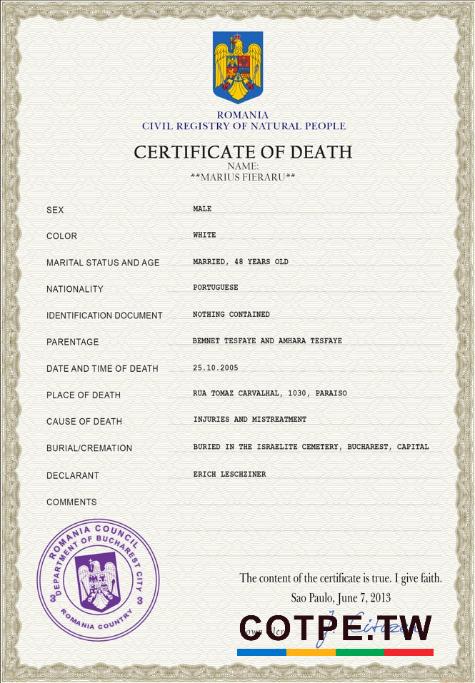 ROMANIA
CIVIL REGISTRY OF NATURAL PEOPLE
CERTIFICATE OF DEATH
NAME:
**MARIUS FIERARU**
SEX MALE
COLOR WHITE
MARITAL STATUS AND AGE MARRIED, 48 YEARS OLD
NATIONALITY PORTUGUESE
IDENTIFICATION DOCUMENT NOTHING CONTAINED
PARENTAGE BEMNET TESFAYE AND AMHARA TESFAYE
DATE AND TIME OF DEATH 25.10.2005
PLACE OF DEATH RUA TOMAZ CARVALHAL, 1030, PARAISO
CAUSE OF DEATH INJURIES AND MISTREATMENT
BURIAL/CREMATION BURIED IN THE ISRAELITE CEMETERY, BUCHAREST, CAPITAL
DECLARANT ERICH LESCHZINER
COMMENTS
ROMANIA COUNCIL
DEPARTMENT OF BUCHAREST CITY
3 3
ROMANIA COUNTRY
The content of the certificate is true. I give faith.
Sao Paulo, June 7, 2013
J. Citizen
COTPE.TW